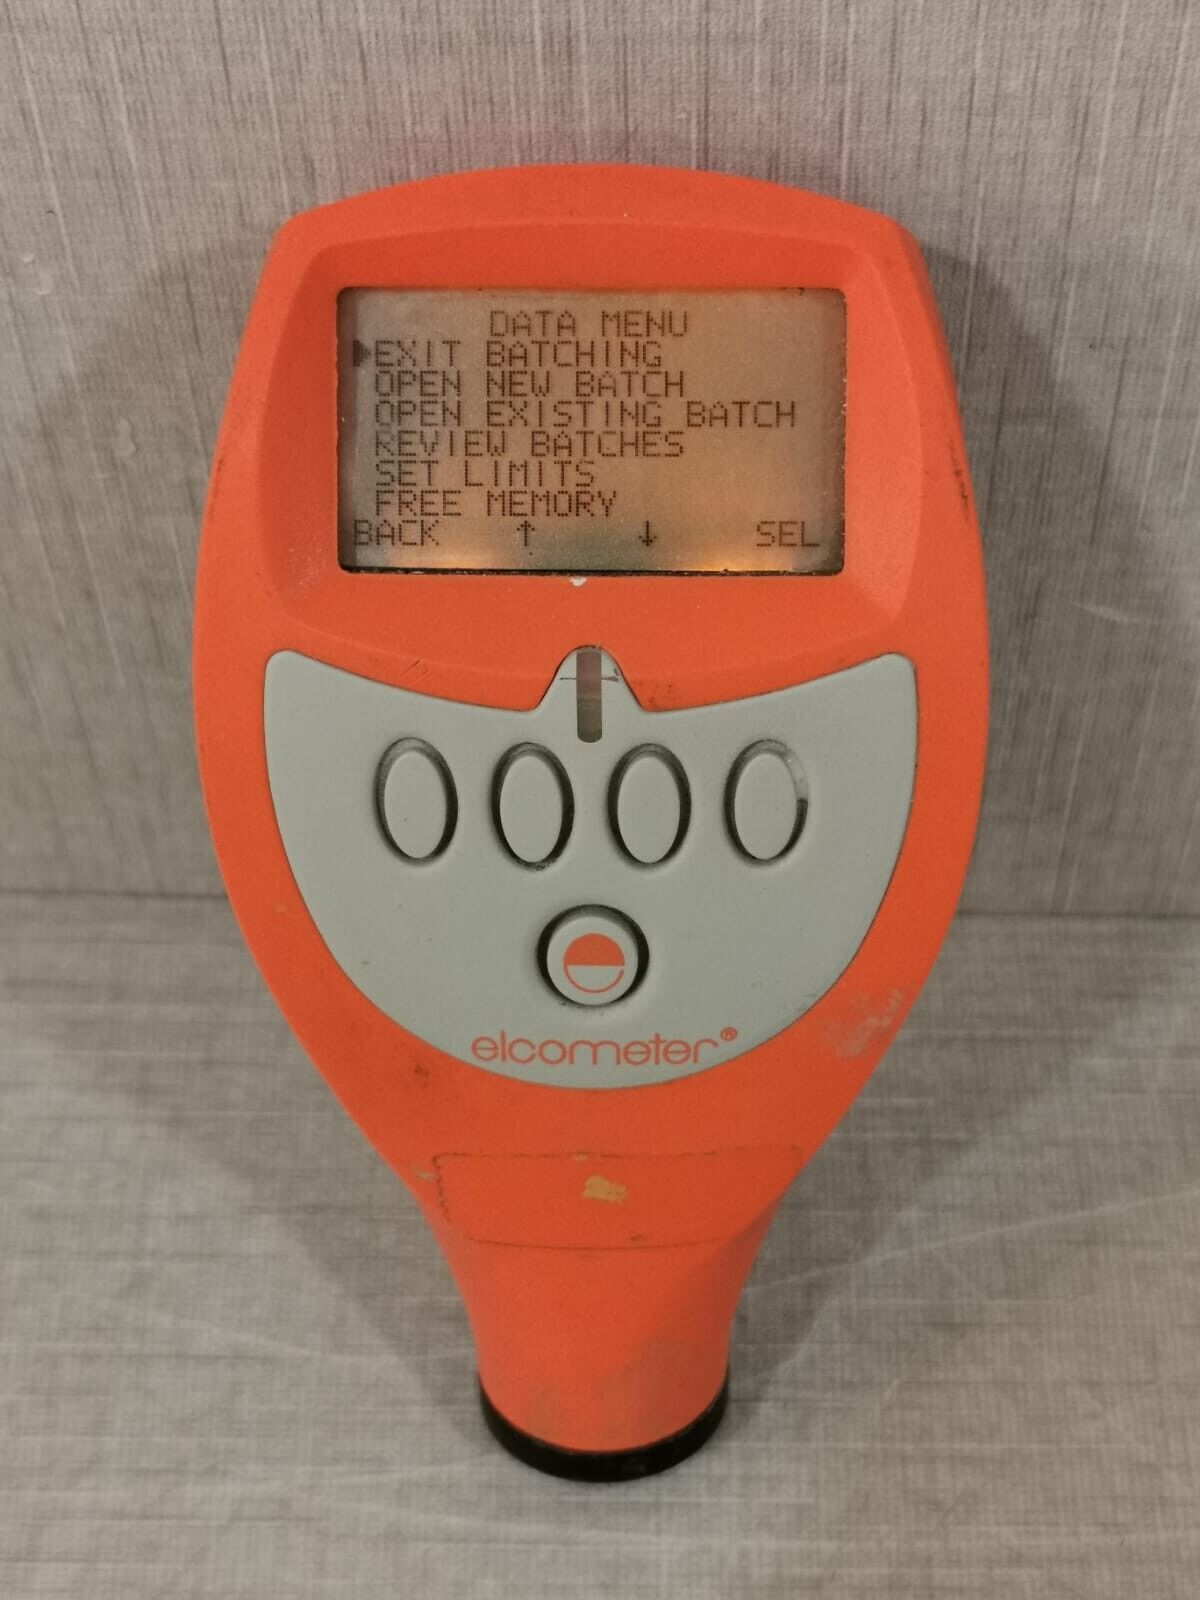 DATA MENU
EXIT BATCHING
OPEN NEW BATCH
OPEN EXISTING BATCH
REVIEW BATCHES
SET LIMITS
FREE MEMORY
BACK ↑ ↓ SEL
elcometer®